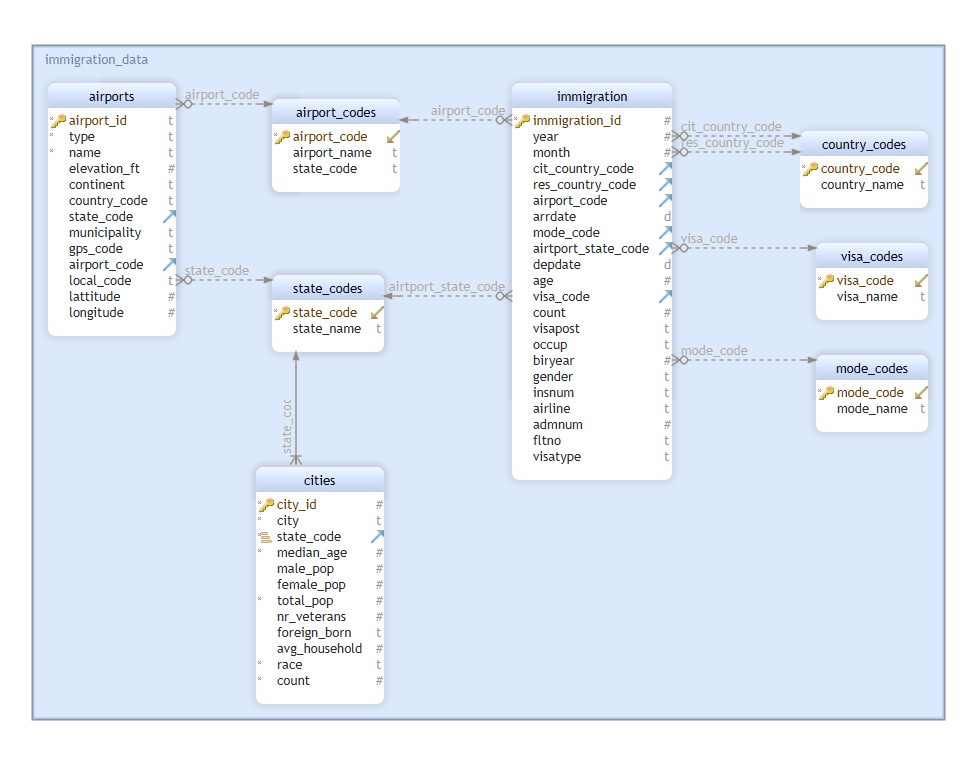 immigration_data
airports
airport_id t
type t
name t
elevation_ft #
continent t
country_code t
state_code
municipality t
gps_code t
airport_code
local_code t
lattitude #
longitude #
airport_code
state_code
airport_codes
airport_code
airport_name t
state_code t
state_codes
state_code
state_name t
airport_code
airtport_state_code
state_coc
cities
city_id #
city t
state_code
median_age #
male_pop #
female_pop #
total_pop #
nr_veterans #
foreign_born t
avg_household #
race t
count #
immigration
immigration_id #
year #
month #
cit_country_code
res_country_code
airport_code
arrdate d
mode_code
airtport_state_code
depdate d
age #
visa_code
count #
visapost t
occup t
biryear #
gender t
insnum t
airline t
admnum #
fltno t
visatype t
cit_country_code
res_country_code
visa_code
mode_code
country_codes
country_code
country_name t
visa_codes
visa_code
visa_name t
mode_codes
mode_code
mode_name t